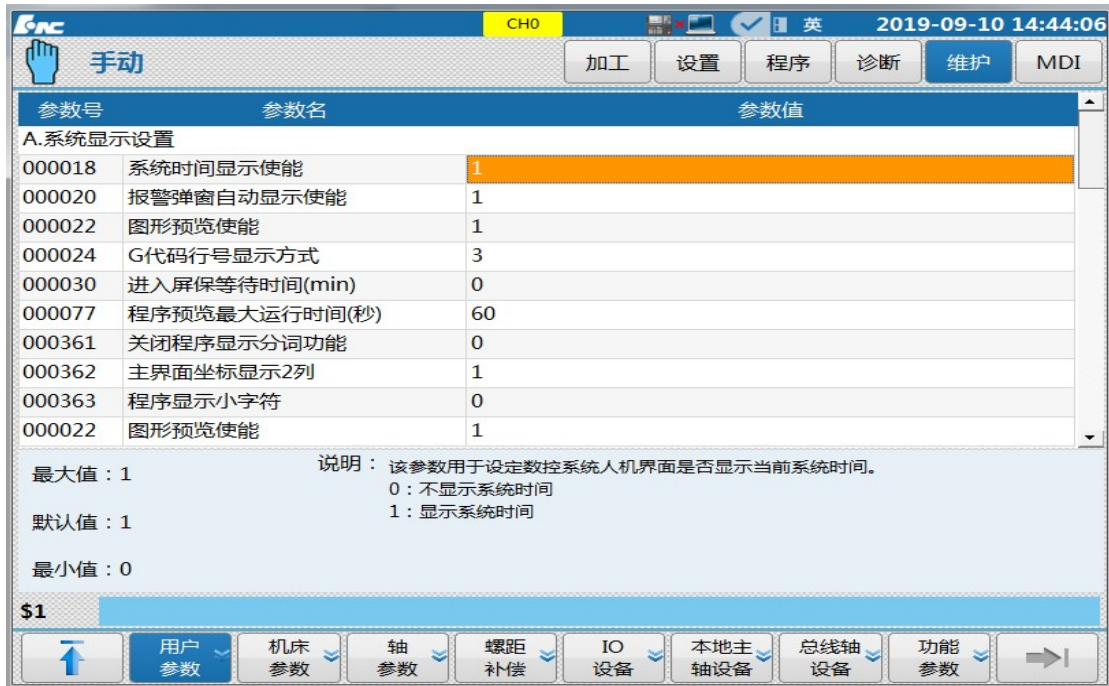 HNC CH0 英 2019-09-10 14:44:06
手动 加工 设置 程序 诊断 维护 MDI
参数号 参数名 参数值
A.系统显示设置
000018 系统时间显示使能 1
000020 报警弹窗自动显示使能 1
000022 图形预览使能 1
000024 G代码行号显示方式 3
000030 进入屏保等待时间(min) 0
000077 程序预览最大运行时间(秒) 60
000361 关闭程序显示分词功能 0
000362 主界面坐标显示2列 1
000363 程序显示小字符 0
000022 图形预览使能 1
最大值：1
默认值：1
最小值：0
说明： 该参数用于设定数控系统人机界面是否显示当前系统时间。
0：不显示系统时间
1：显示系统时间
$1
用户参数 机床参数 轴参数 螺距补偿 IO设备 本地主轴设备 总线轴设备 功能参数